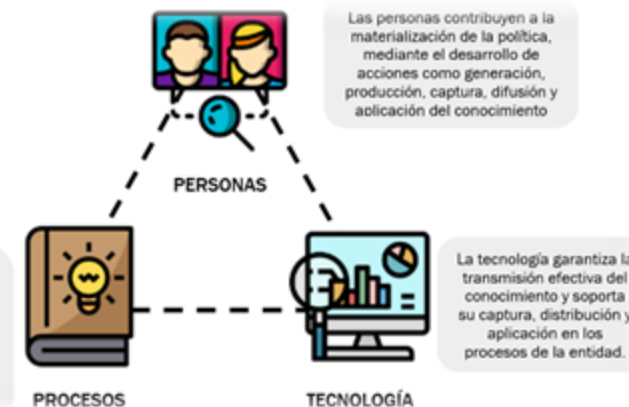 Las personas contribuyen a la
materialización de la política,
mediante el desarrollo de
acciones como generación,
producción, captura, difusión y
aplicación del conocimiento
PERSONAS
La tecnología garantiza la
transmisión efectiva del
conocimiento y soporta
su captura, distribución y
aplicación en los
procesos de la entidad.
PROCESOS
TECNOLOGÍA